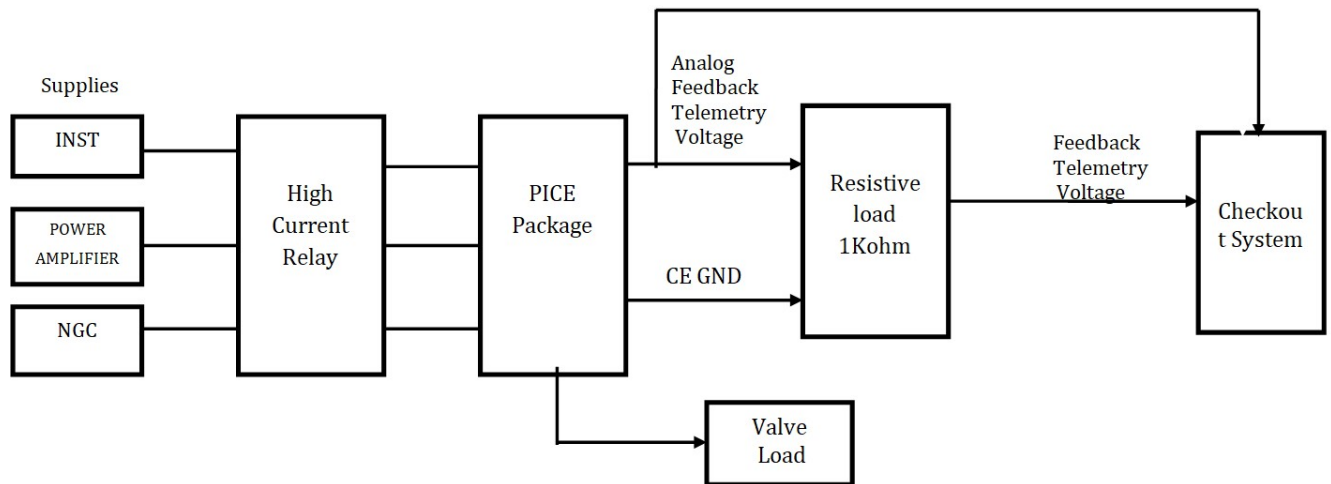 Supplies
INST
POWER
AMPLIFIER
NGC
High
Current
Relay
PICE
Package
Analog
Feedback
Telemetry
Voltage
CE GND
Resistive
load
1Kohm
Valve
Load
Feedback
Telemetry
Voltage
Checkou
t System